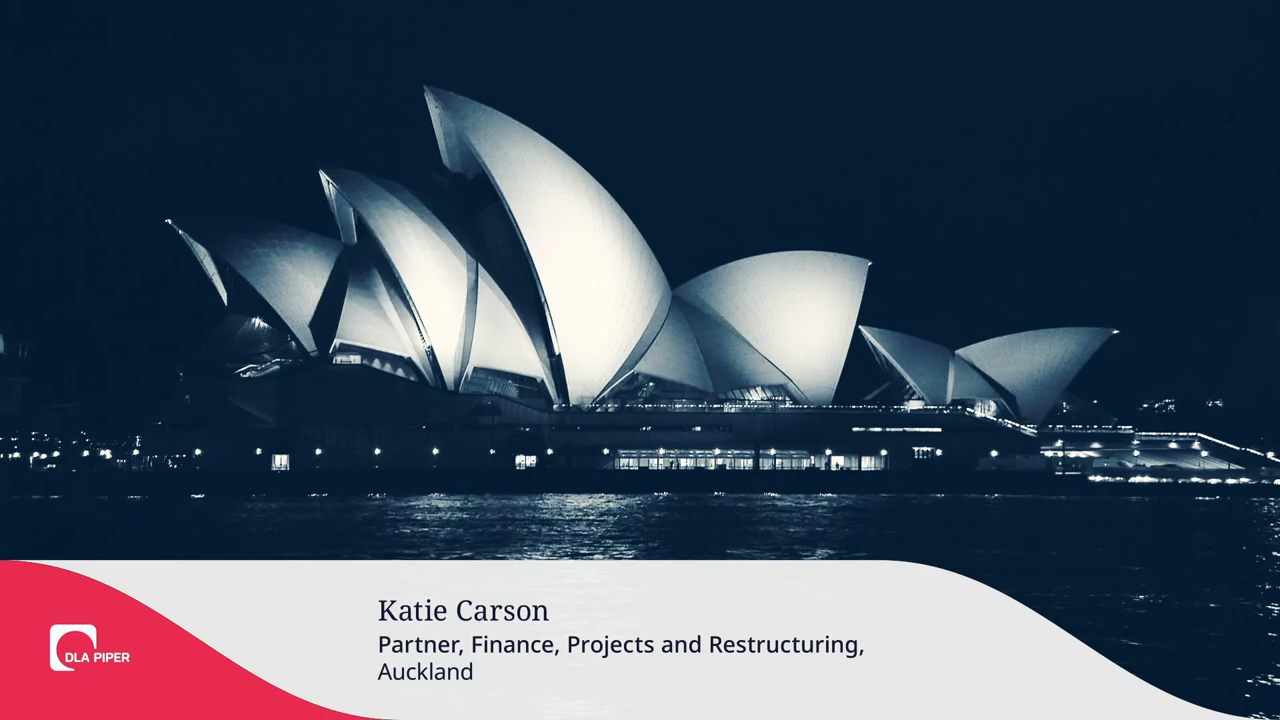 Katie Carson
Partner, Finance, Projects and Restructuring,
Auckland
DLA PIPER